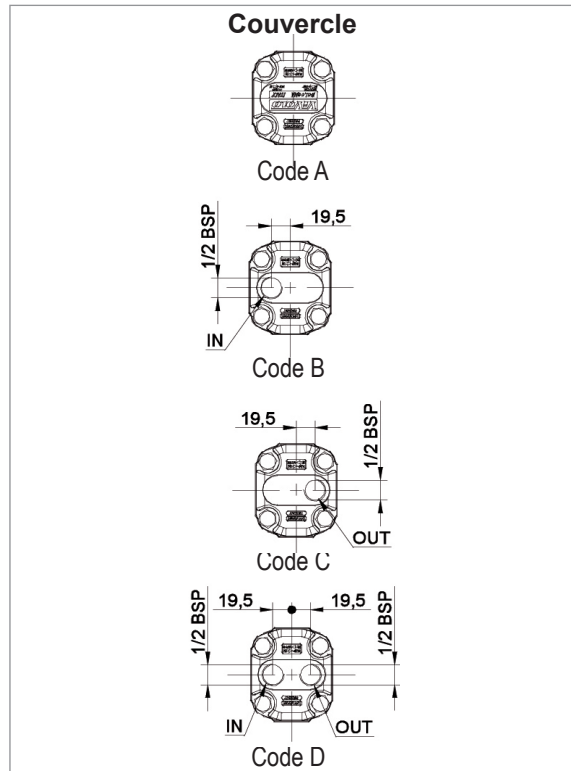 Couvercle
VIVOLO
Code A
19,5
1/2 BSP
IN
Code B
19,5
1/2 BSP
OUT
Code C
19,5 19,5
1/2 BSP 1/2 BSP
IN OUT
Code D